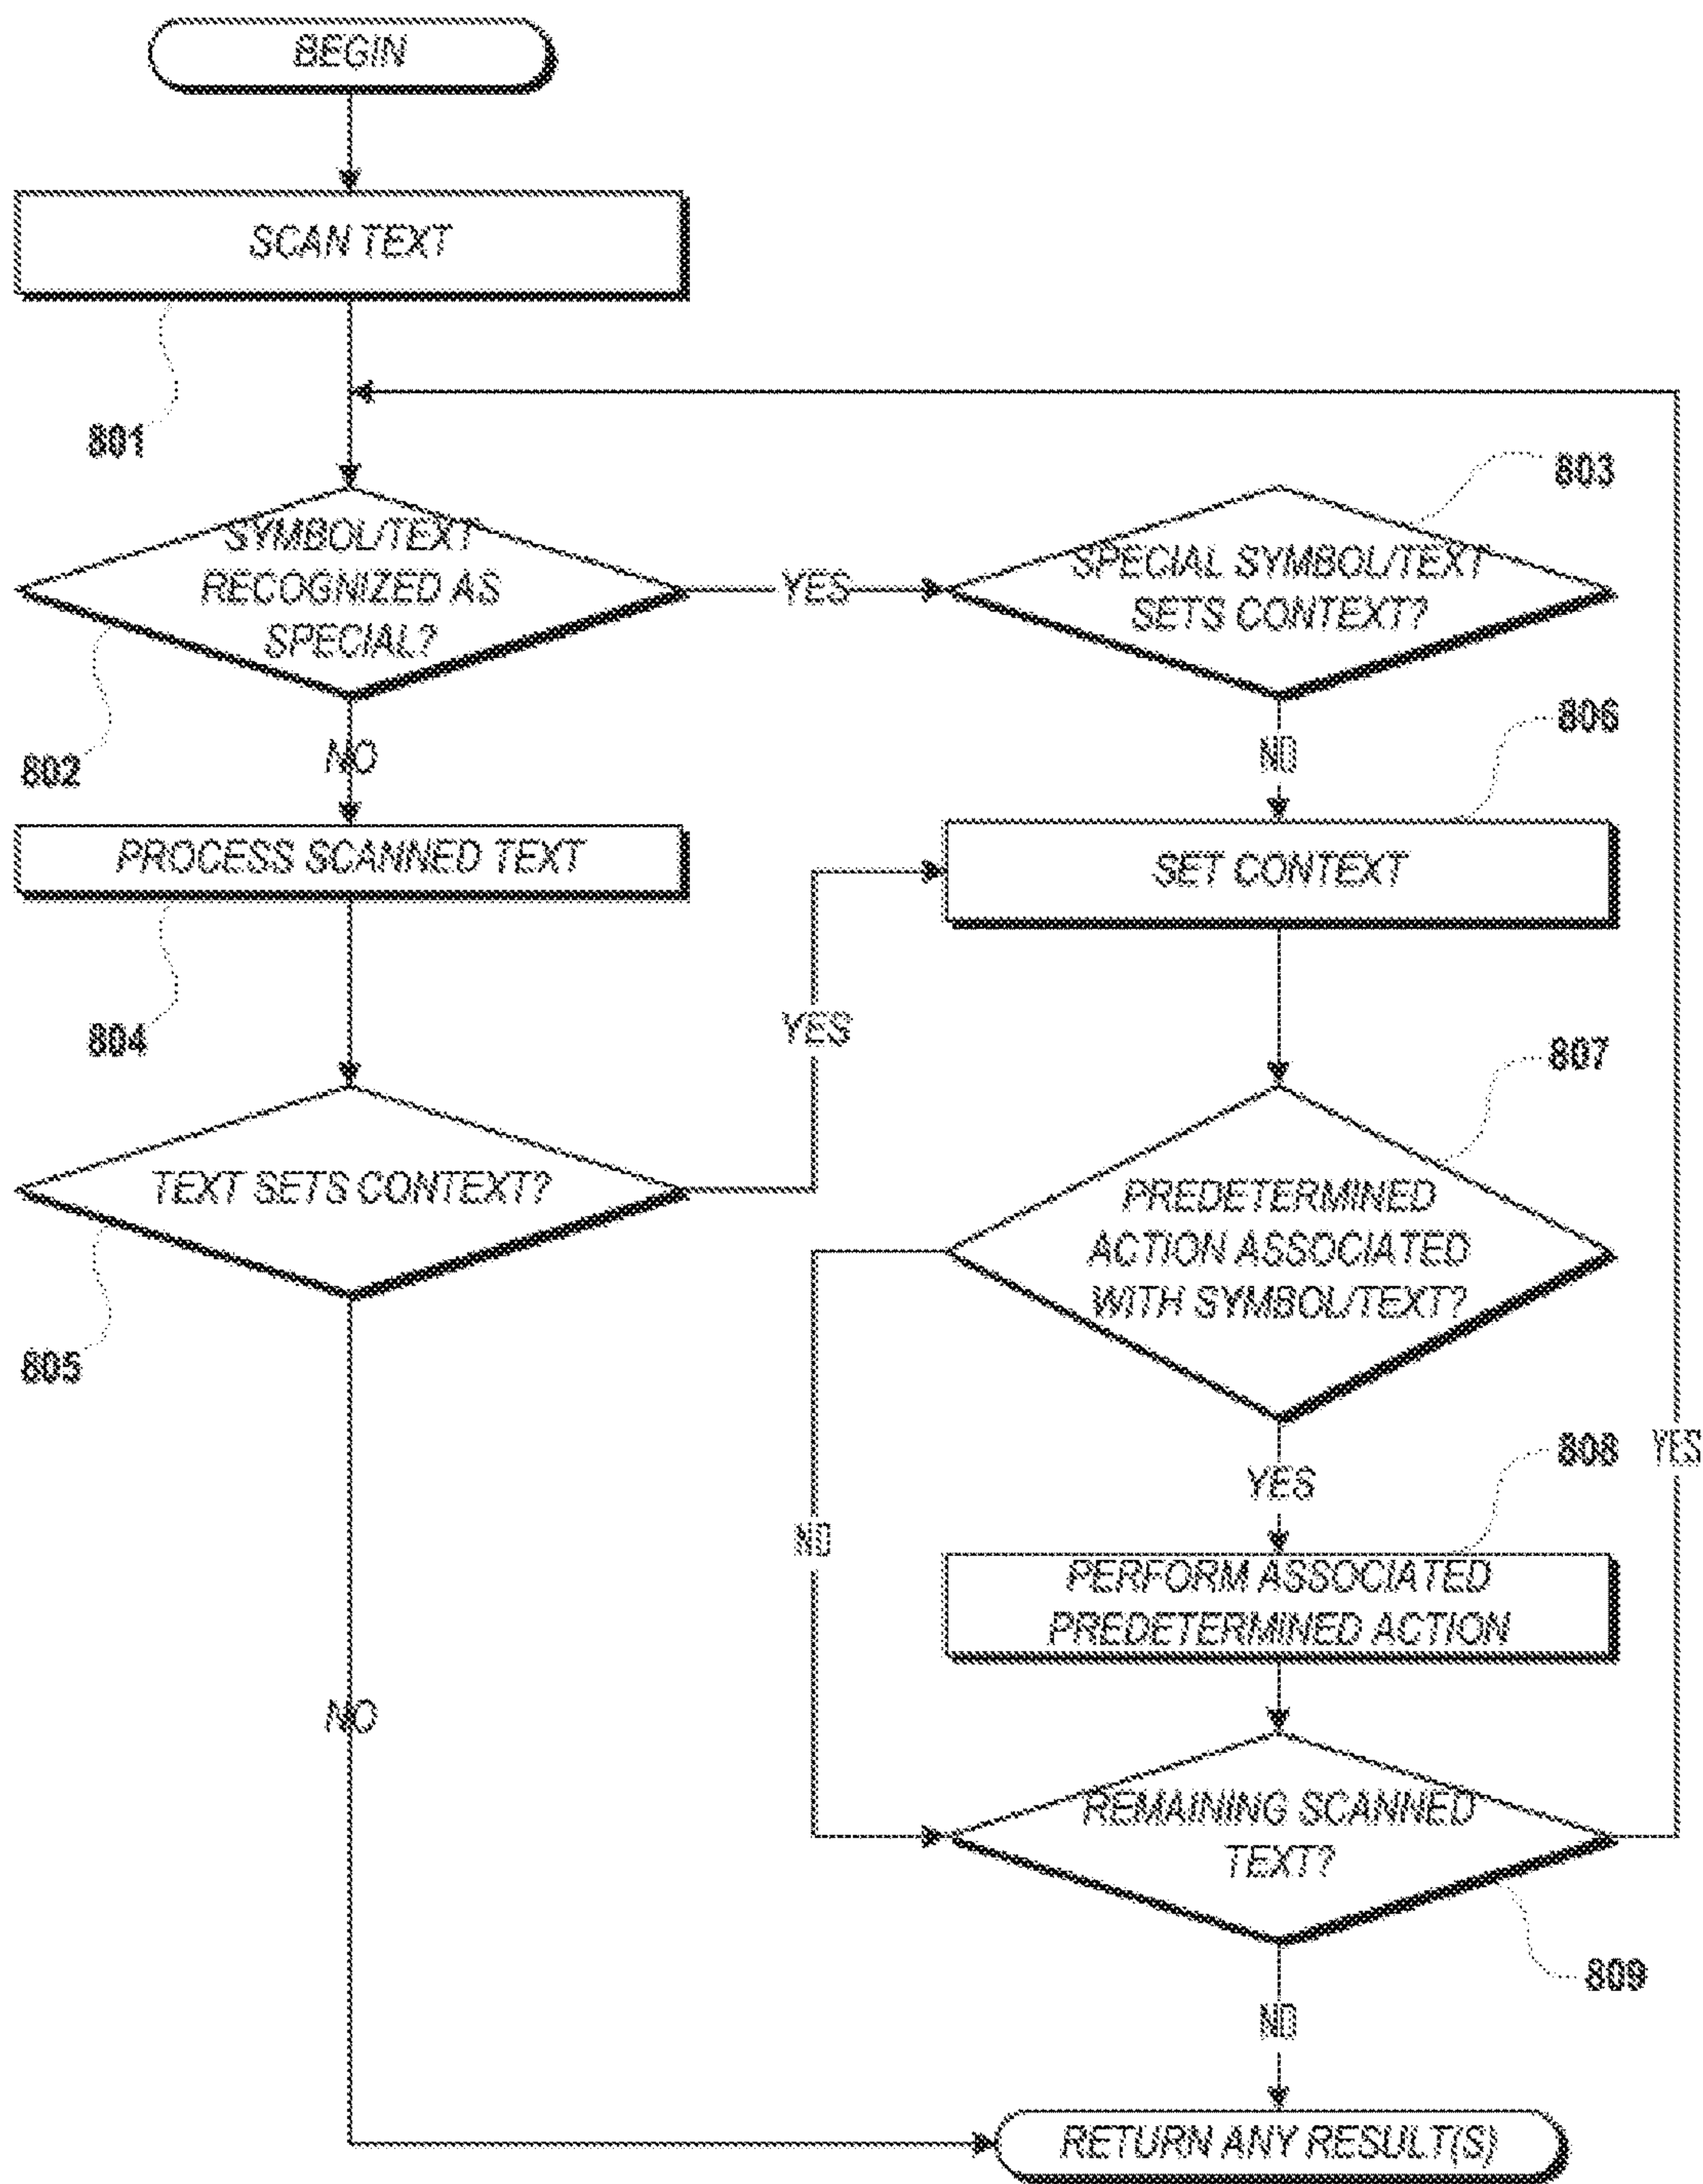 BEGIN
SCAN TEXT
801
803
SYMBOL/TEXT
RECOGNIZED AS
SPECIAL?
YES
SPECIAL SYMBOL/TEXT
SETS CONTEXT?
802
NO
806
NO
PROCESS SCANNED TEXT
SET CONTEXT
804
YES
807
TEXT SETS CONTEXT?
PREDETERMINED
ACTION ASSOCIATED
WITH SYMBOL/TEXT?
805
808
YES
YES
NO
PERFORM ASSOCIATED
PREDETERMINED ACTION
NO
REMAINING SCANNED
TEXT?
809
NO
RETURN ANY RESULT(S)